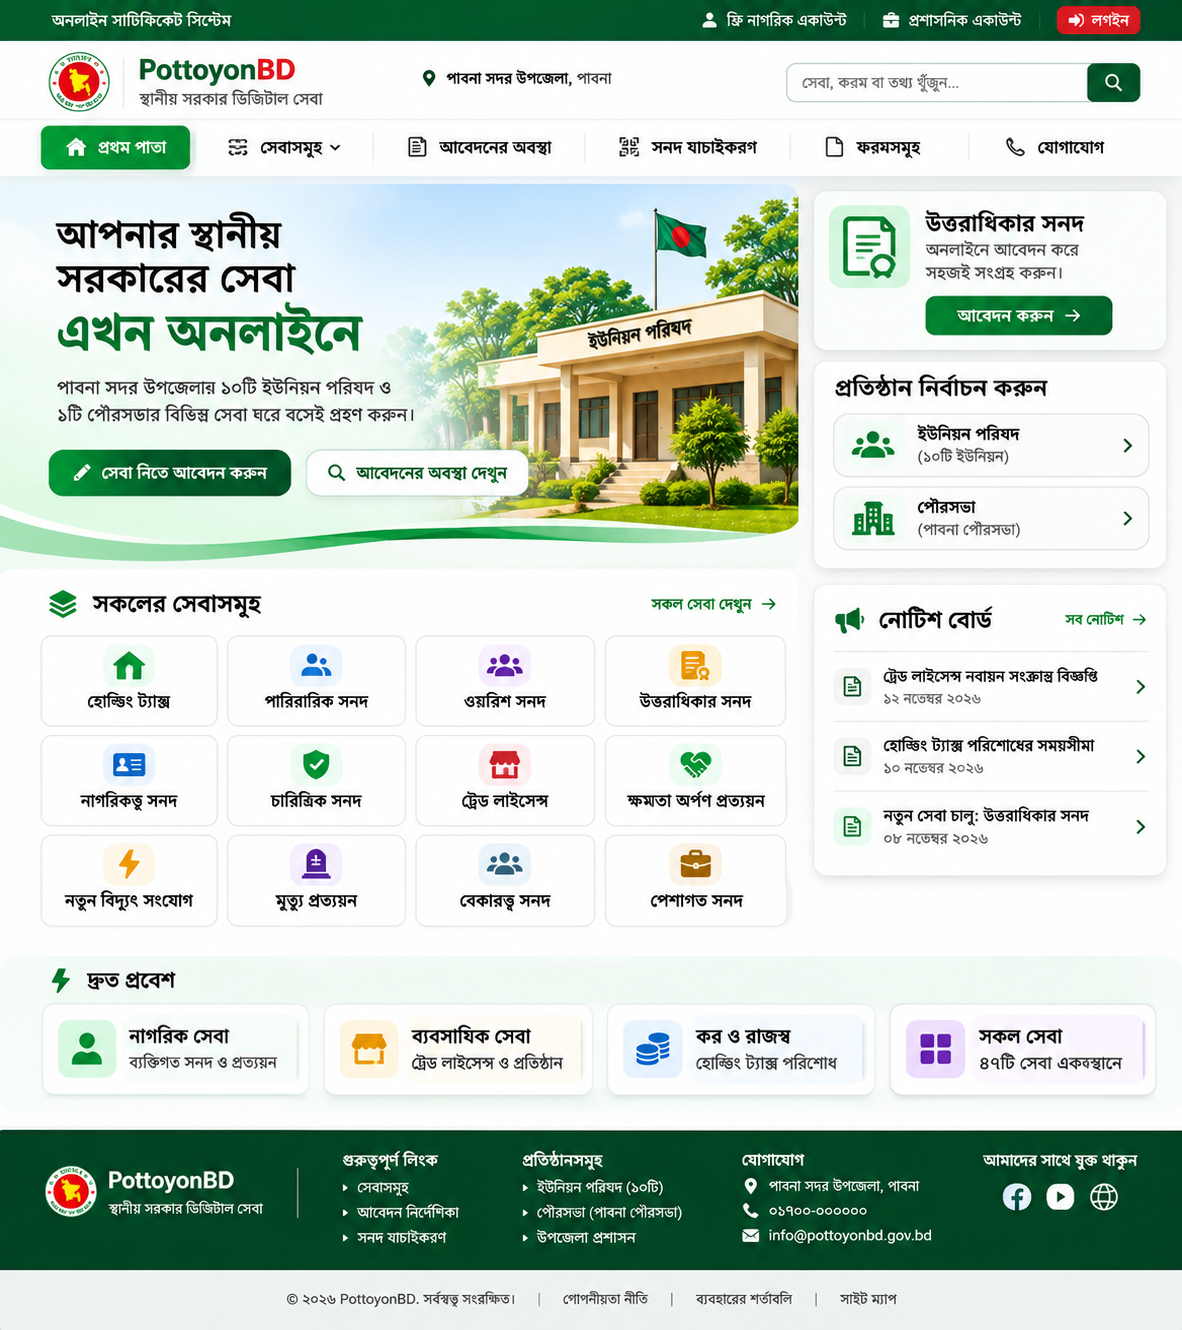 অনলাইন সার্টিফিকেট সিস্টেম
ফ্রি নাগরিক একাউন্ট
প্রশাসনিক একাউন্ট
লগইন
PottoyonBD
স্থানীয় সরকার ডিজিটাল সেবা
পাবনা সদর উপজেলা, পাবনা
সেবা, করম বা তথ্য খুঁজুন...
প্রথম পাতা
সেবাসমূহ
আবেদনের অবস্থা
সনদ যাচাইকরণ
ফরমসমূহ
যোগাযোগ
আপনার স্থানীয়
সরকারের সেবা
এখন অনলাইনে
পাবনা সদর উপজেলার ১০টি ইউনিয়ন পরিষদ ও
১টি পৌরসভার বিভিন্ন সেবা ঘরে বসেই গ্রহণ করুন।
সেবা নিতে আবেদন করুন
আবেদনের অবস্থা দেখুন
ইউনিয়ন পরিষদ
উত্তরাধিকার সনদ
অনলাইনে আবেদন করে
সহজই সংগ্রহ করুন।
আবেদন করুন
প্রতিষ্ঠান নির্বাচন করুন
ইউনিয়ন পরিষদ
(১০টি ইউনিয়ন)
পৌরসভা
(পাবনা পৌরসভা)
সকলের সেবাসমূহ
সকল সেবা দেখুন
হোল্ডিং ট্যাক্স
পারিরারিক সনদ
ওয়রিশ সনদ
উত্তরাধিকার সনদ
নাগরিকত্ব সনদ
চারিত্রিক সনদ
ট্রেড লাইসেন্স
ক্ষমতা অর্পণ প্রত্যয়ন
নতুন বিদ্যুৎ সংযোগ
মৃত্যু প্রত্যয়ন
বেকারত্ব সনদ
পেশাগত সনদ
নোটিশ বোর্ড
সব নোটিশ
ট্রেড লাইসেন্স নবায়ন সংক্রান্ত বিজ্ঞপ্তি
১২ নভেম্বর ২০২৬
হোল্ডিং ট্যাক্স পরিশোধের সময়সীমা
১০ নভেম্বর ২০২৬
নতুন সেবা চালু: উত্তরাধিকার সনদ
০৮ নভেম্বর ২০২৬
দ্রুত প্রবেশ
নাগরিক সেবা
ব্যক্তিগত সনদ ও প্রত্যয়ন
ব্যবসায়িক সেবা
ট্রেড লাইসেন্স ও প্রতিষ্ঠান
কর ও রাজস্ব
হোল্ডিং ট্যাক্স পরিশোধ
সকল সেবা
৪৭টি সেবা একস্থানে
PottoyonBD
স্থানীয় সরকার ডিজিটাল সেবা
গুরুত্বপূর্ণ লিংক
সেবাসমূহ
আবেদন নির্দেশিকা
সনদ যাচাইকরণ
প্রতিষ্ঠানসমূহ
ইউনিয়ন পরিষদ (১০টি)
পৌরসভা (পাবনা পৌরসভা)
উপজেলা প্রশাসন
যোগাযোগ
পাবনা সদর উপজেলা, পাবনা
০১৭০০-০০০০০০
info@pottoyonbd.gov.bd
আমাদের সাথে যুক্ত থাকুন
© ২০২৬ PottoyonBD. সর্বস্বত্ব সংরক্ষিত।
গোপনীয়তা নীতি
ব্যবহারের শর্তাবলি
সাইট ম্যাপ